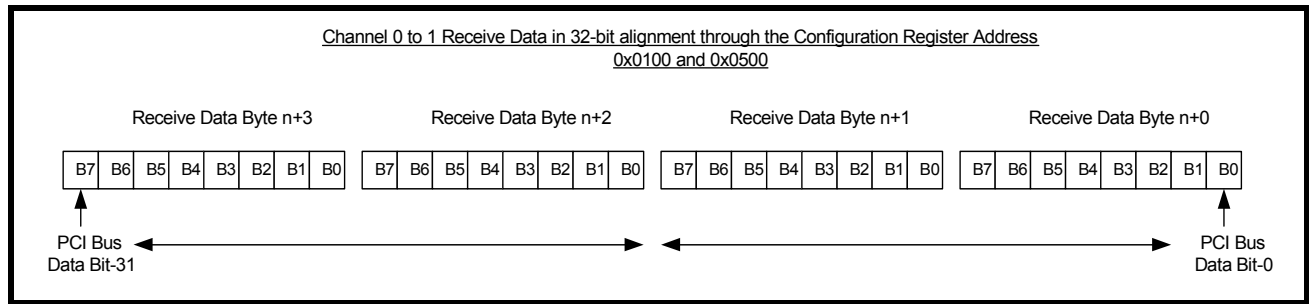 Channel 0 to 1 Receive Data in 32-bit alignment through the Configuration Register Address
0x0100 and 0x0500
Receive Data Byte n+3 Receive Data Byte n+2 Receive Data Byte n+1 Receive Data Byte n+0
B7 B6 B5 B4 B3 B2 B1 B0 B7 B6 B5 B4 B3 B2 B1 B0 B7 B6 B5 B4 B3 B2 B1 B0 B7 B6 B5 B4 B3 B2 B1 B0
PCI Bus PCI Bus
Data Bit-31 Data Bit-0